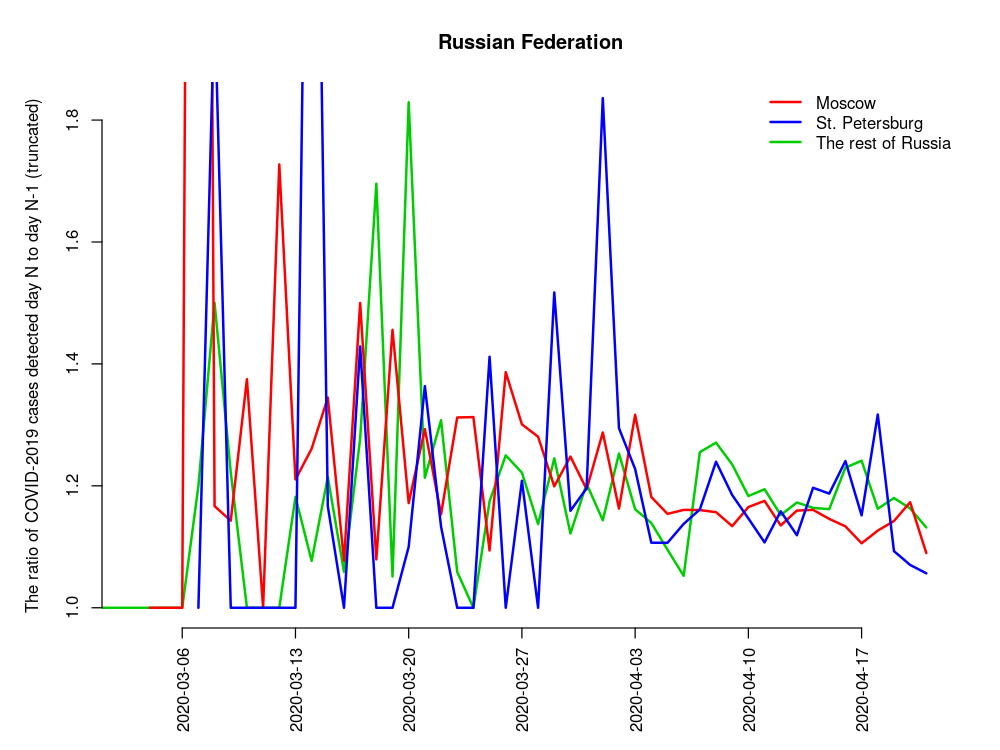 Russian Federation
The ratio of COVID-2019 cases detected day N to day N-1 (truncated)
1.8
1.6
1.4
1.2
1.0
Moscow
St. Petersburg
The rest of Russia
2020-03-06
2020-03-13
2020-03-20
2020-03-27
2020-04-03
2020-04-10
2020-04-17